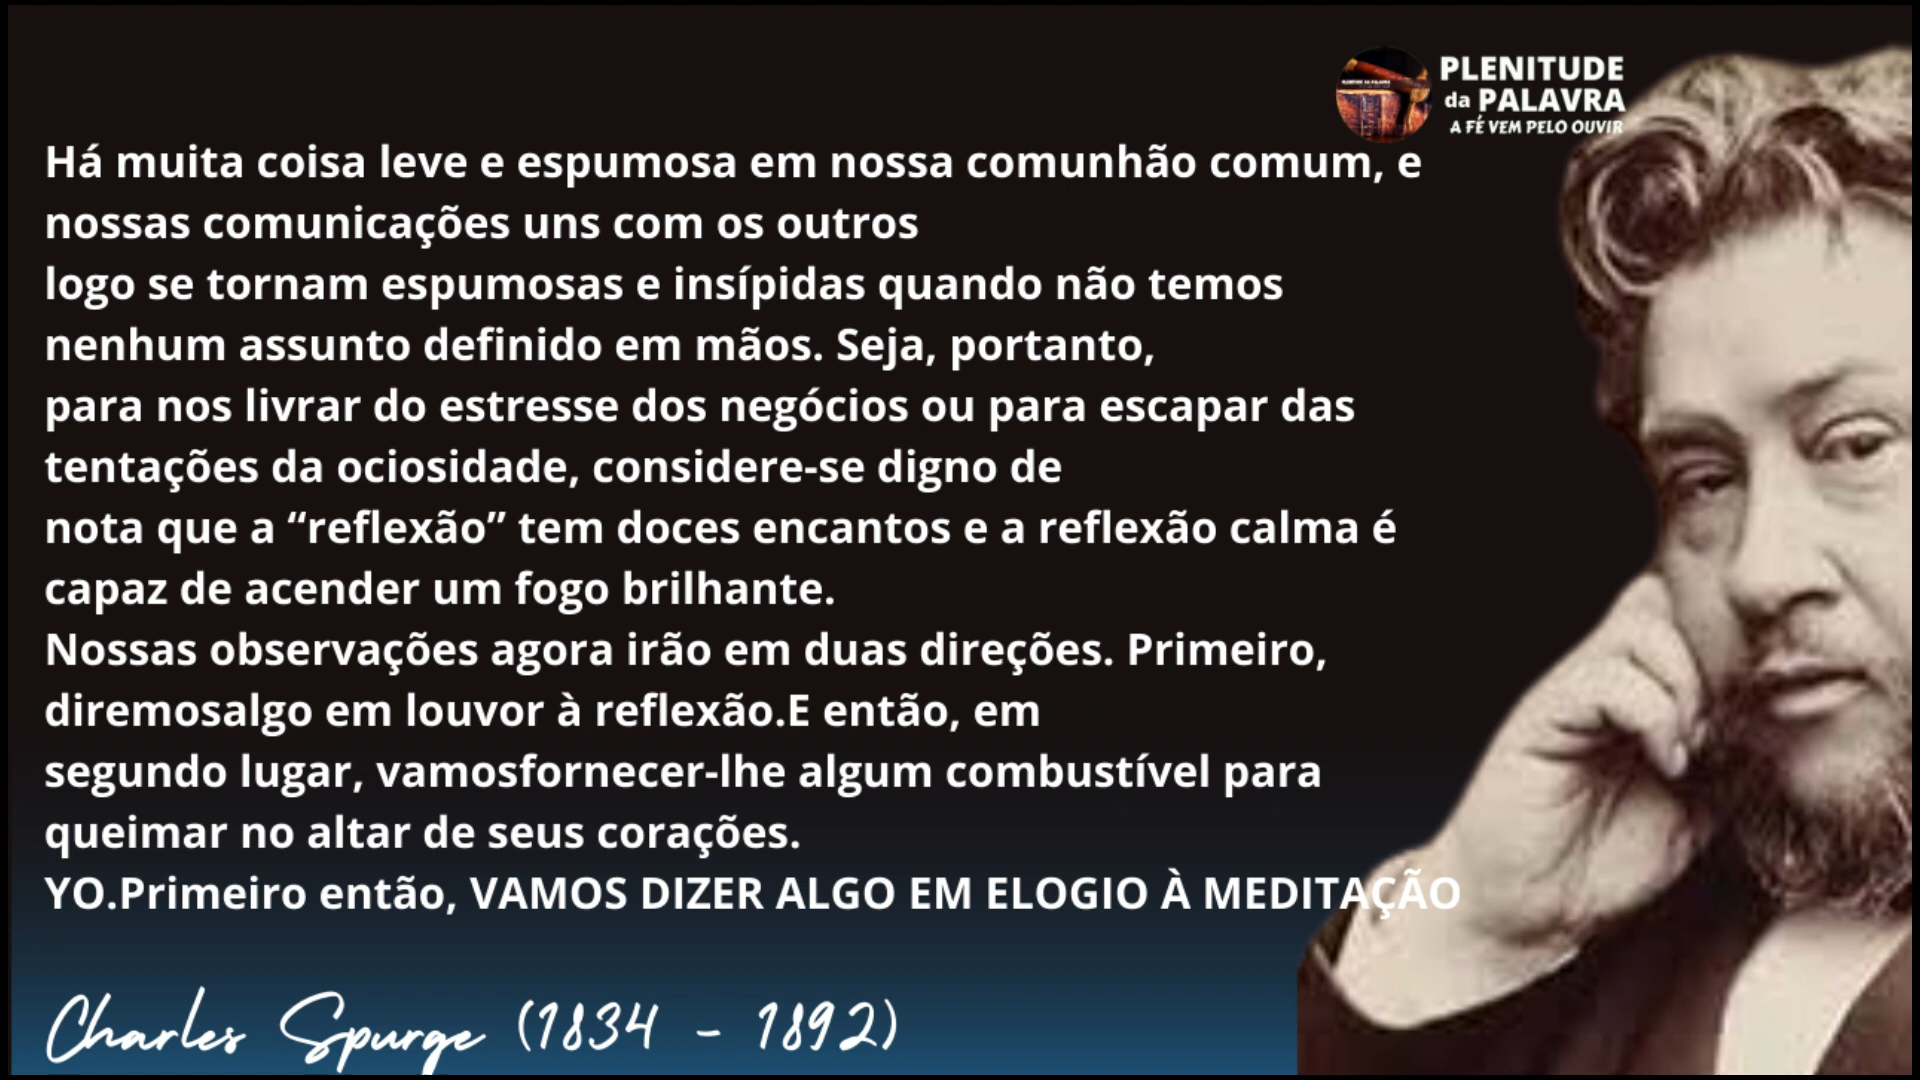 PLENITUDE
da PALAVRA
A FÉ VEM PELO OUVIR
Há muita coisa leve e espumosa em nossa comunhão comum, e
nossas comunicações uns com os outros
logo se tornam espumosas e insípidas quando não temos
nenhum assunto definido em mãos. Seja, portanto,
para nos livrar do estresse dos negócios ou para escapar das
tentações da ociosidade, considere-se digno de
nota que a “reflexão” tem doces encantos e a reflexão calma é
capaz de acender um fogo brilhante.
Nossas observações agora irão em duas direções. Primeiro,
diremosalgo em louvor à reflexão.E então, em
segundo lugar, vamosfornecer-lhe algum combustível para
queimar no altar de seus corações.
YO.Primeiro então, VAMOS DIZER ALGO EM ELOGIO À MEDITAÇÃO
Charles Spurge (1834 - 1892)